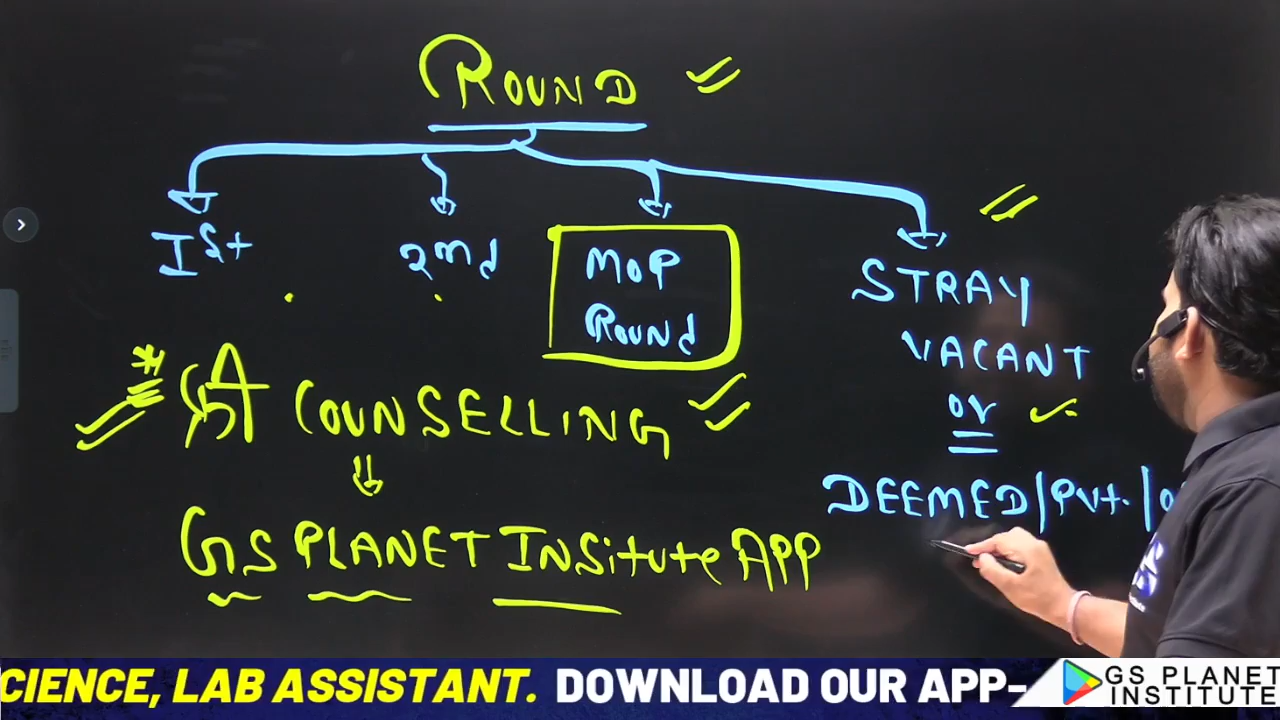 ROUND
Ist
2nd
MOP
Round
STRAY
VACANT
or
DEEMED/Pvt./
COUNSELLING
GS PLANET INSitute APP
CIENCE, LAB ASSISTANT. DOWNLOAD OUR APP-
GS PLANET
INSTITUTE